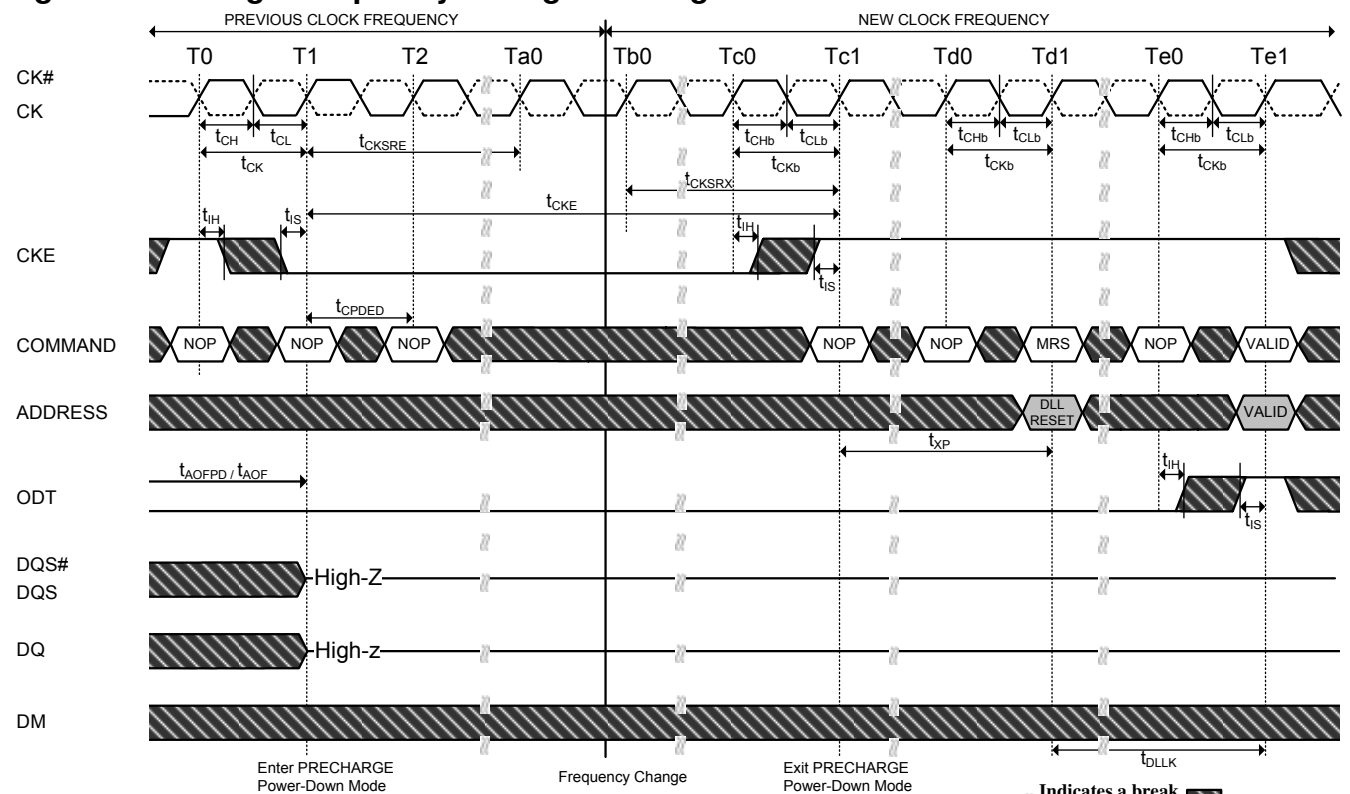 PREVIOUS CLOCK FREQUENCY NEW CLOCK FREQUENCY
T0 T1 T2 Ta0 Tb0 Tc0 Tc1 Td0 Td1 Te0 Te1
CK#
CK
tCH tCL tCHb tCLb tCHb tCLb tCHb tCLb
tCK tCKSRE tCKb tCKb tCKb
tCKSRX
tCKE
tIH tIS tIH
CKE
tIS
tCPDED
COMMAND NOP NOP NOP NOP NOP MRS NOP VALID
ADDRESS DLL RESET VALID
tXP
tAOFPD / tAOF tIH
ODT
tIS
DQS#
DQS
High-Z
DQ High-z
DM
tDLLK
Enter PRECHARGE
Power-Down Mode
Frequency Change
Exit PRECHARGE
Power-Down Mode
Indicates a break